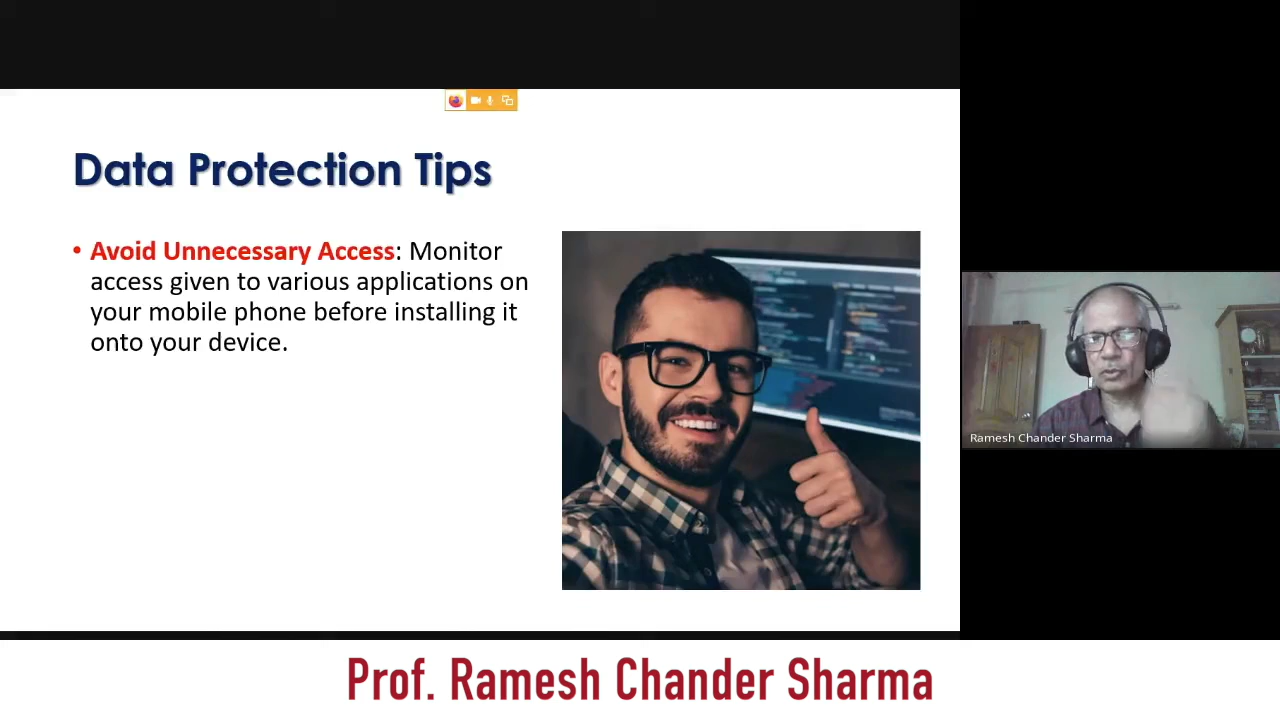 Data Protection Tips
• Avoid Unnecessary Access: Monitor
access given to various applications on
your mobile phone before installing it
onto your device.
Ramesh Chander Sharma
Prof. Ramesh Chander Sharma